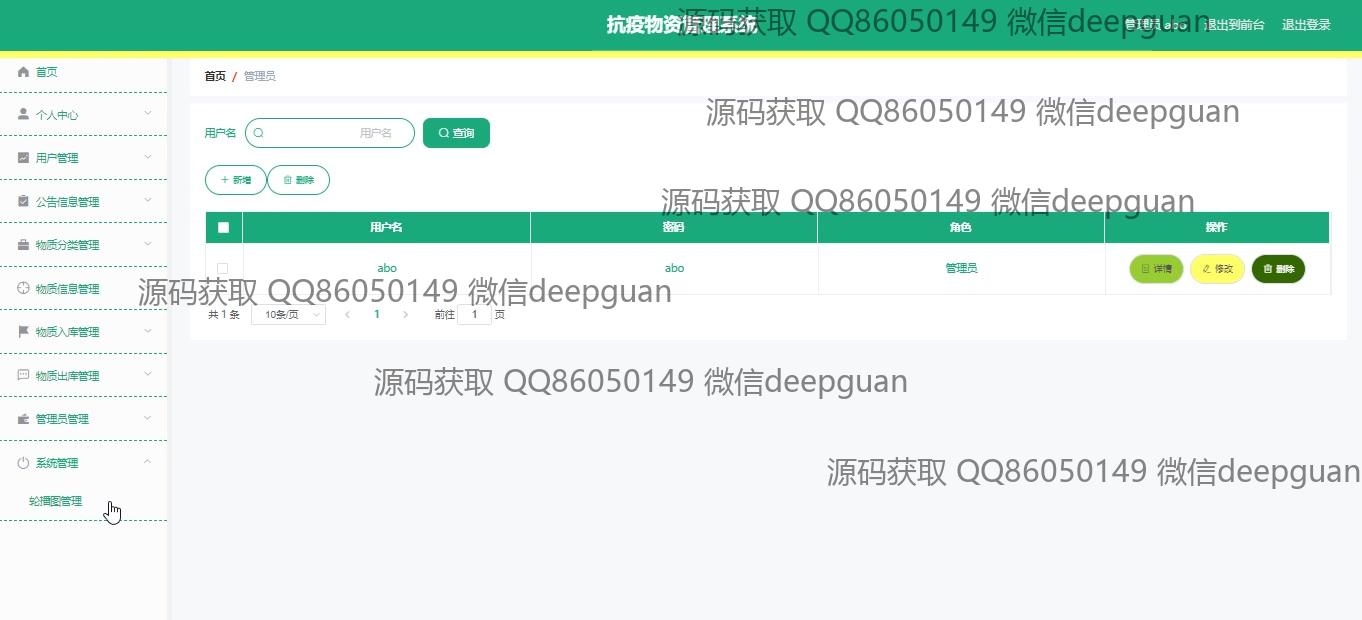 抗疫物资管理系统
管理员 abo 退出到前台 退出登录
源码获取 QQ86050149 微信deepguan
首页
个人中心
用户管理
公告信息管理
物质分类管理
物质信息管理
物质入库管理
物质出库管理
管理员管理
系统管理
轮播图管理
首页 / 管理员
源码获取 QQ86050149 微信deepguan
用户名 用户名 查询
新增 删除
源码获取 QQ86050149 微信deepguan
用户名 密码 角色 操作
abo abo 管理员 详情 修改 删除
源码获取 QQ86050149 微信deepguan
共 1 条 10条/页 1 前往 1 页
源码获取 QQ86050149 微信deepguan
源码获取 QQ86050149 微信deepguan